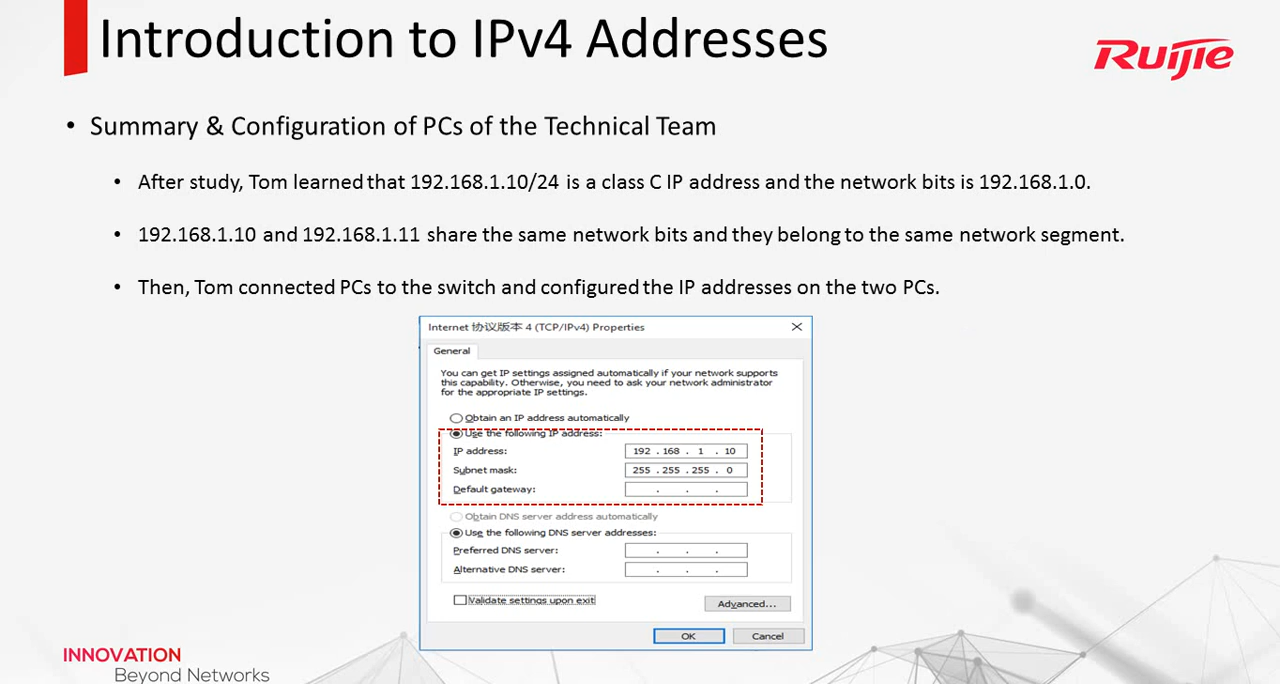 Introduction to IPv4 Addresses
Ruijie
• Summary & Configuration of PCs of the Technical Team
• After study, Tom learned that 192.168.1.10/24 is a class C IP address and the network bits is 192.168.1.0.
• 192.168.1.10 and 192.168.1.11 share the same network bits and they belong to the same network segment.
• Then, Tom connected PCs to the switch and configured the IP addresses on the two PCs.
Internet 协议版本 4 (TCP/IPv4) Properties
General
You can get IP settings assigned automatically if your network supports
this capability. Otherwise, you need to ask your network administrator
for the appropriate IP settings.
Obtain an IP address automatically
Use the following IP address:
IP address: 192 . 168 . 1 . 10
Subnet mask: 255 . 255 . 255 . 0
Default gateway: . . .
Obtain DNS server address automatically
Use the following DNS server addresses:
Preferred DNS server: . . .
Alternative DNS server: . . .
Validate settings upon exit
Advanced...
OK Cancel
INNOVATION
Beyond Networks